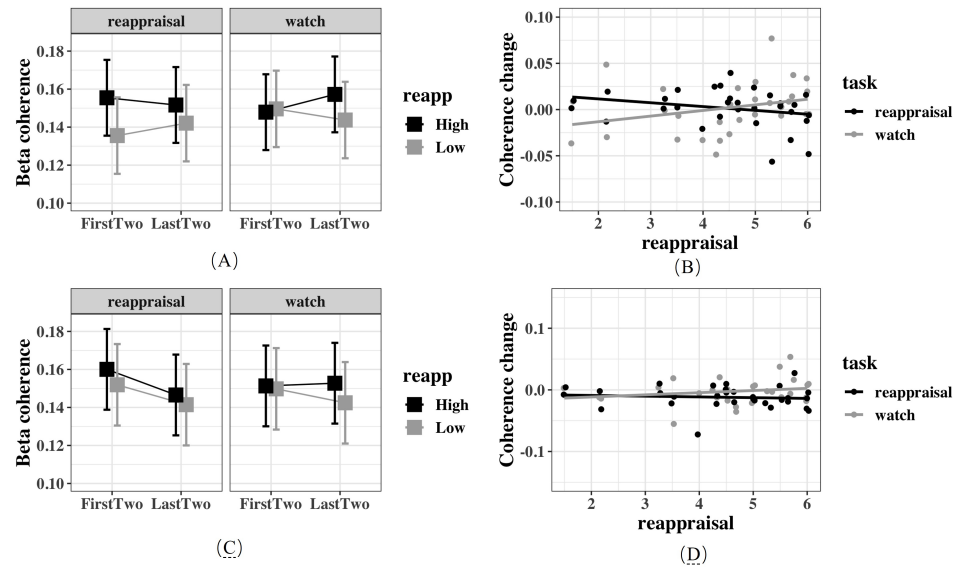 reappraisal
watch
Beta coherence
0.18
0.16
0.14
0.12
0.10
FirstTwo LastTwo
FirstTwo LastTwo
reapp
High
Low
(A)
Coherence change
0.10
0.05
0.00
-0.05
-0.10
2 3 4 5 6
reappraisal
task
reappraisal
watch
(B)
reappraisal
watch
Beta coherence
0.18
0.16
0.14
0.12
0.10
FirstTwo LastTwo
FirstTwo LastTwo
reapp
High
Low
(C)
Coherence change
0.1
0.0
-0.1
2 3 4 5 6
reappraisal
task
reappraisal
watch
(D)